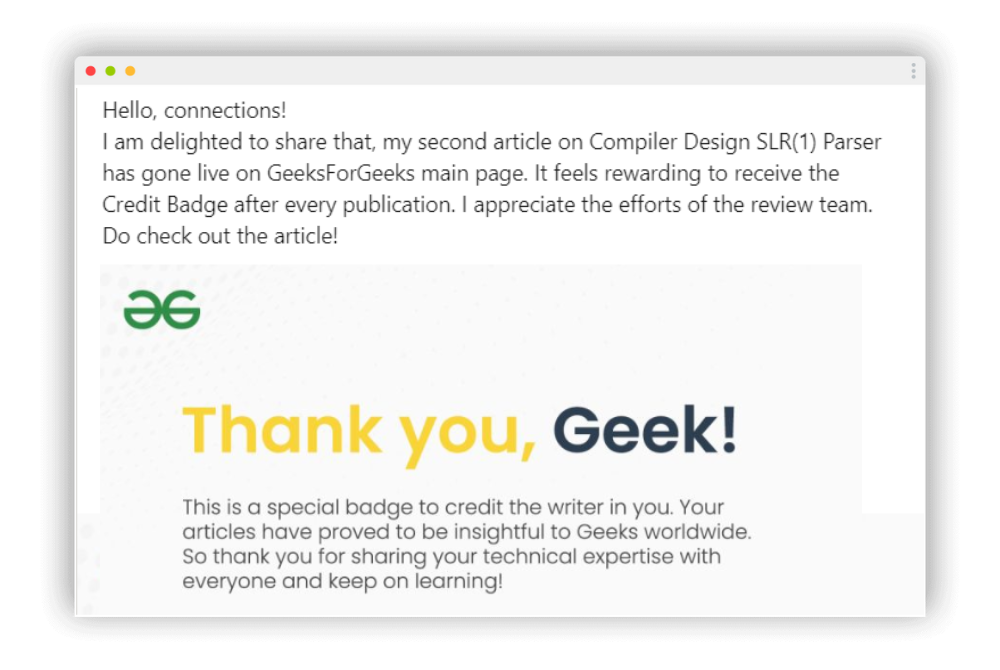 Hello, connections!
I am delighted to share that, my second article on Compiler Design SLR(1) Parser
has gone live on GeeksForGeeks main page. It feels rewarding to receive the
Credit Badge after every publication. I appreciate the efforts of the review team.
Do check out the article!
Thank you, Geek!
This is a special badge to credit the writer in you. Your
articles have proved to be insightful to Geeks worldwide.
So thank you for sharing your technical expertise with
everyone and keep on learning!